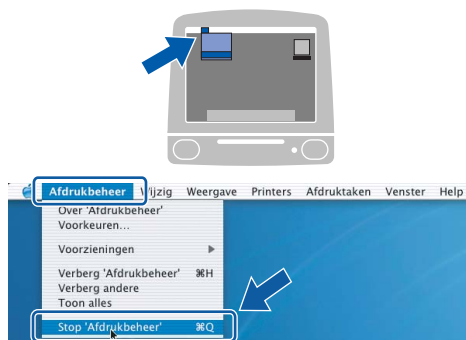 Afdrukbeheer Wijzig Weergave Printers Afdruktaken Venster Help
Over 'Afdrukbeheer'
Voorkeuren...
Voorzieningen ▶
Verberg 'Afdrukbeheer' ⌘H
Verberg andere
Toon alles
Stop 'Afdrukbeheer' ⌘Q